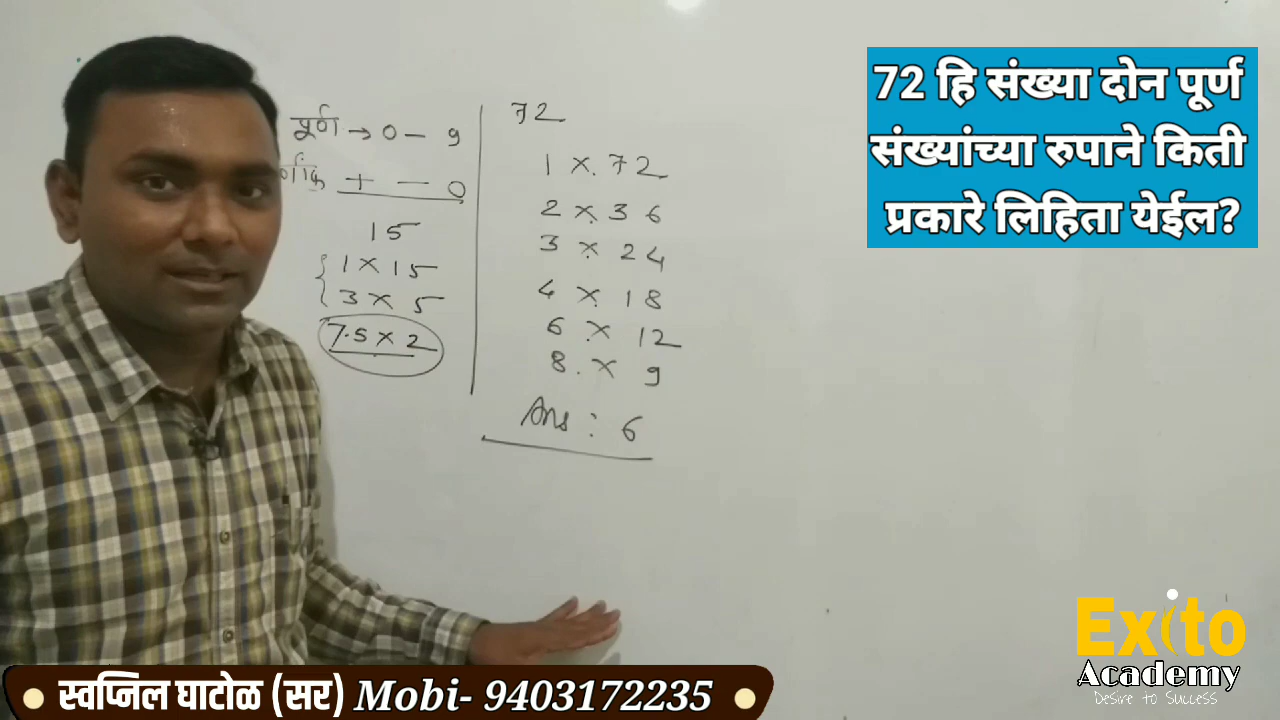 पूर्ण → 0 – 9
+ – 0
15
1 × 15
3 × 5
7.5 × 2
72
1 × 72
2 × 36
3 × 24
4 × 18
6 × 12
8 × 9
Ans : 6
72 हि संख्या दोन पूर्ण
संख्यांच्या रुपाने किती
प्रकारे लिहिता येईल?
Exito
Academy
Desire to Success
स्वप्निल घाटोळ (सर) Mobi- 9403172235